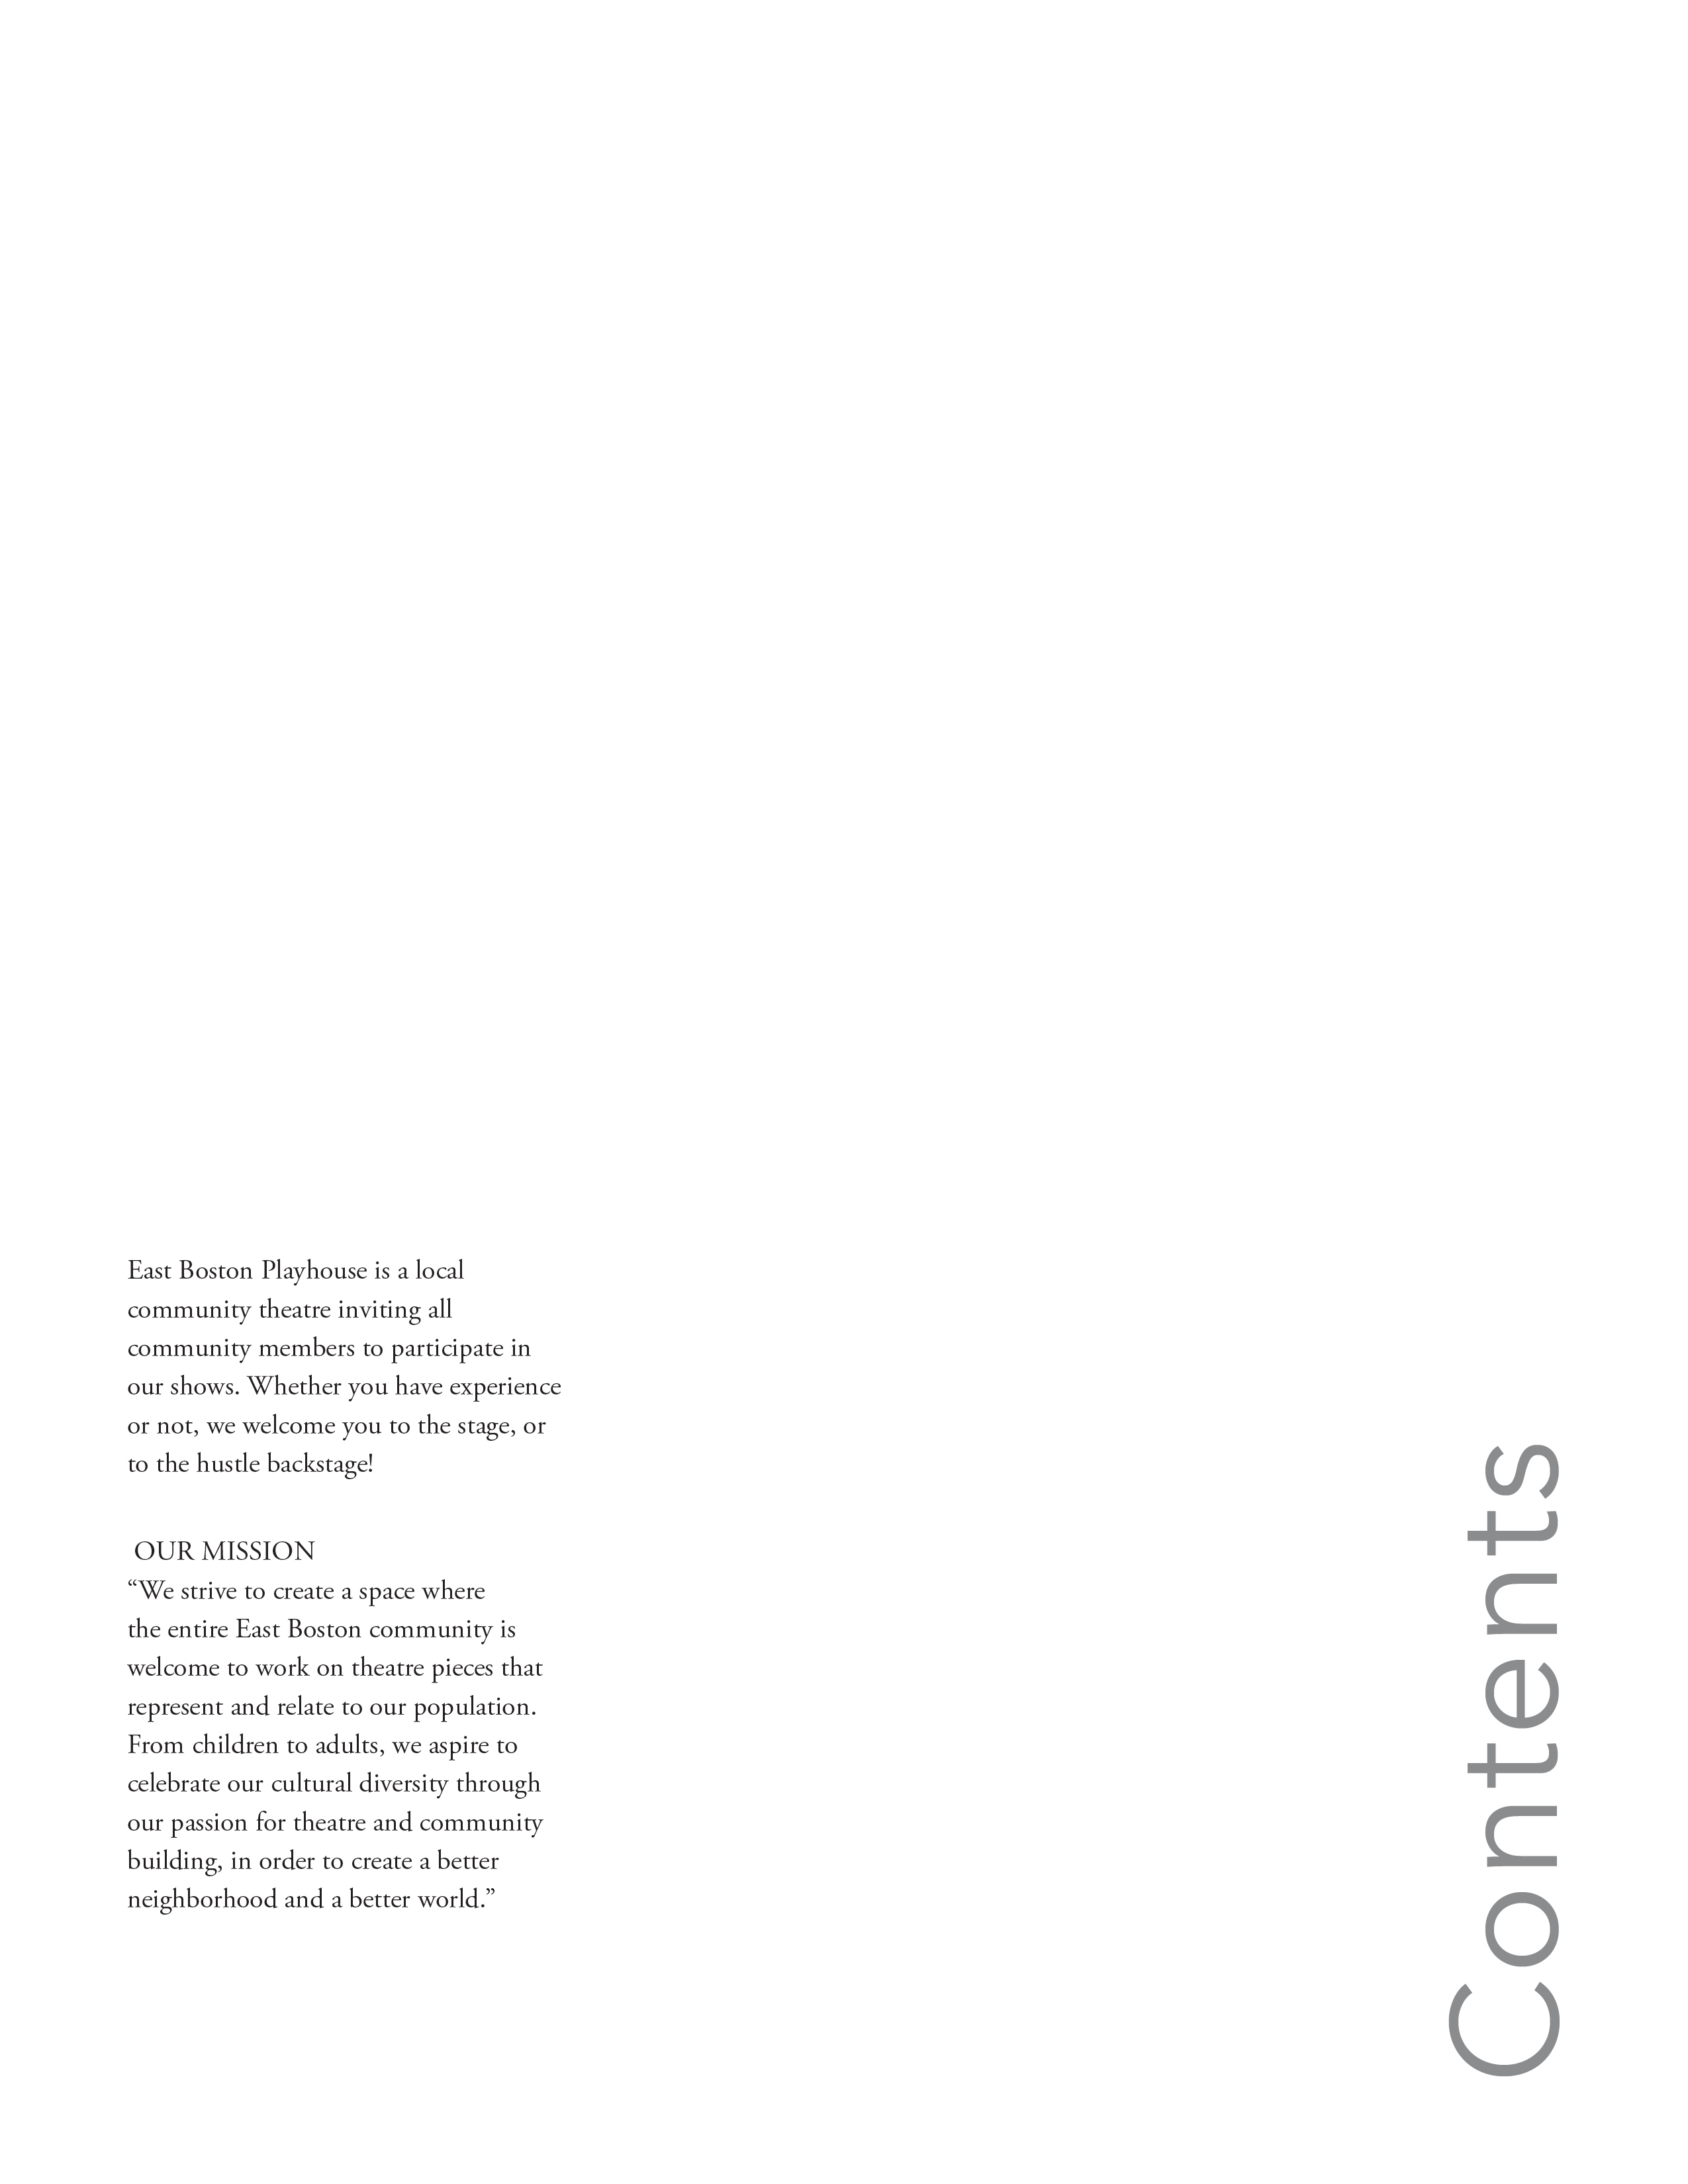 East Boston Playhouse is a local
community theatre inviting all
community members to participate in
our shows. Whether you have experience
or not, we welcome you to the stage, or
to the hustle backstage!
OUR MISSION
“We strive to create a space where
the entire East Boston community is
welcome to work on theatre pieces that
represent and relate to our population.
From children to adults, we aspire to
celebrate our cultural diversity through
our passion for theatre and community
building, in order to create a better
neighborhood and a better world.”
Contents